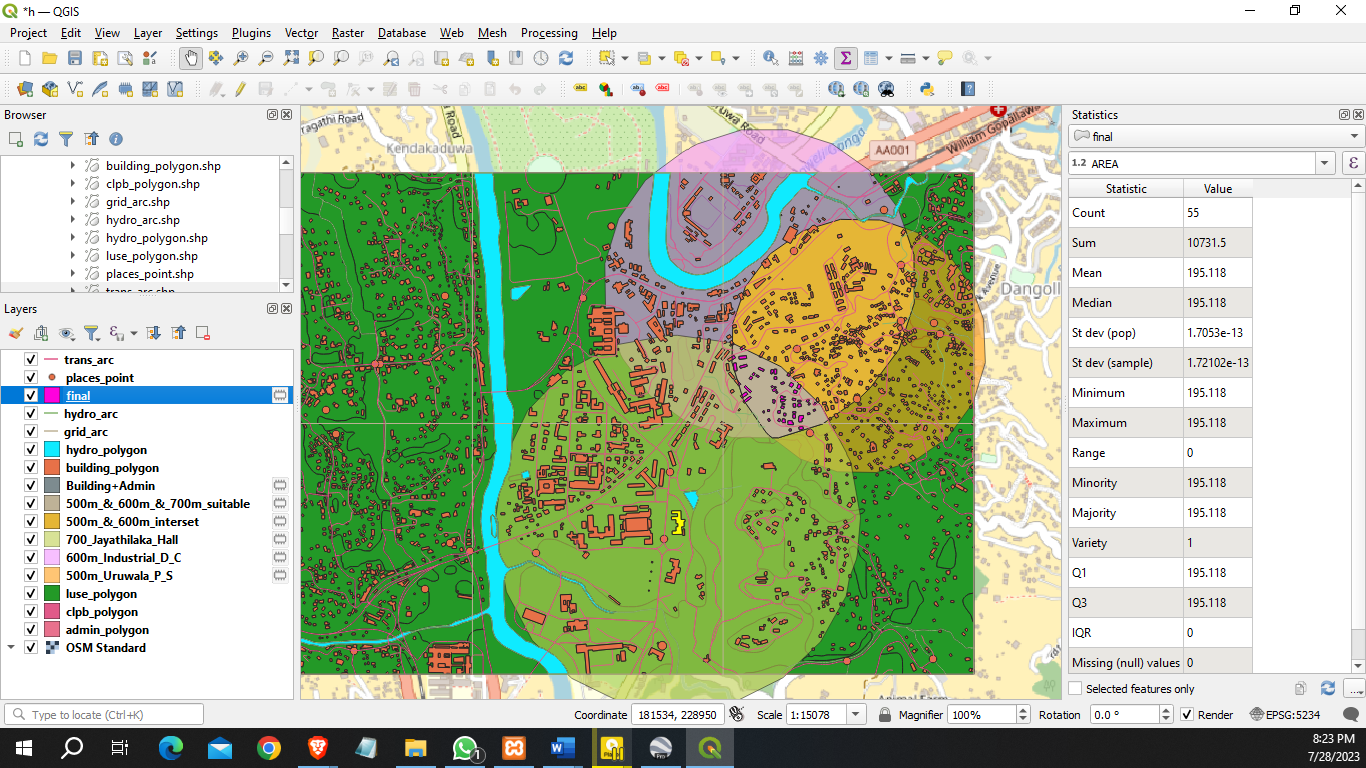 *h — QGIS
Project Edit View Layer Settings Plugins Vector Raster Database Web Mesh Processing Help
Browser
building_polygon.shp
clpb_polygon.shp
grid_arc.shp
hydro_arc.shp
hydro_polygon.shp
luse_polygon.shp
places_point.shp
trans_arc.shp
Layers
trans_arc
places_point
final
hydro_arc
grid_arc
hydro_polygon
building_polygon
Building+Admin
500m_&_600m_&_700m_suitable
500m_&_600m_interset
700_Jayathilaka_Hall
600m_Industrial_D_C
500m_Uruwala_P_S
luse_polygon
clpb_polygon
admin_polygon
OSM Standard
ragathi Road
Kendakaduwa
Road
ruwa Road
AA001
William Gopallawa
Avenue
Dangoll
Animal Farm
Statistics
final
1.2 AREA
ε
Statistic Value
Count 55
Sum 10731.5
Mean 195.118
Median 195.118
St dev (pop) 1.7053e-13
St dev (sample) 1.72102e-13
Minimum 195.118
Maximum 195.118
Range 0
Minority 195.118
Majority 195.118
Variety 1
Q1 195.118
Q3 195.118
IQR 0
Missing (null) values 0
Selected features only
...
Type to locate (Ctrl+K)
Coordinate 181534, 228950 Scale 1:15078 Magnifier 100% Rotation 0.0 ° Render EPSG:5234
8:23 PM
7/28/2023